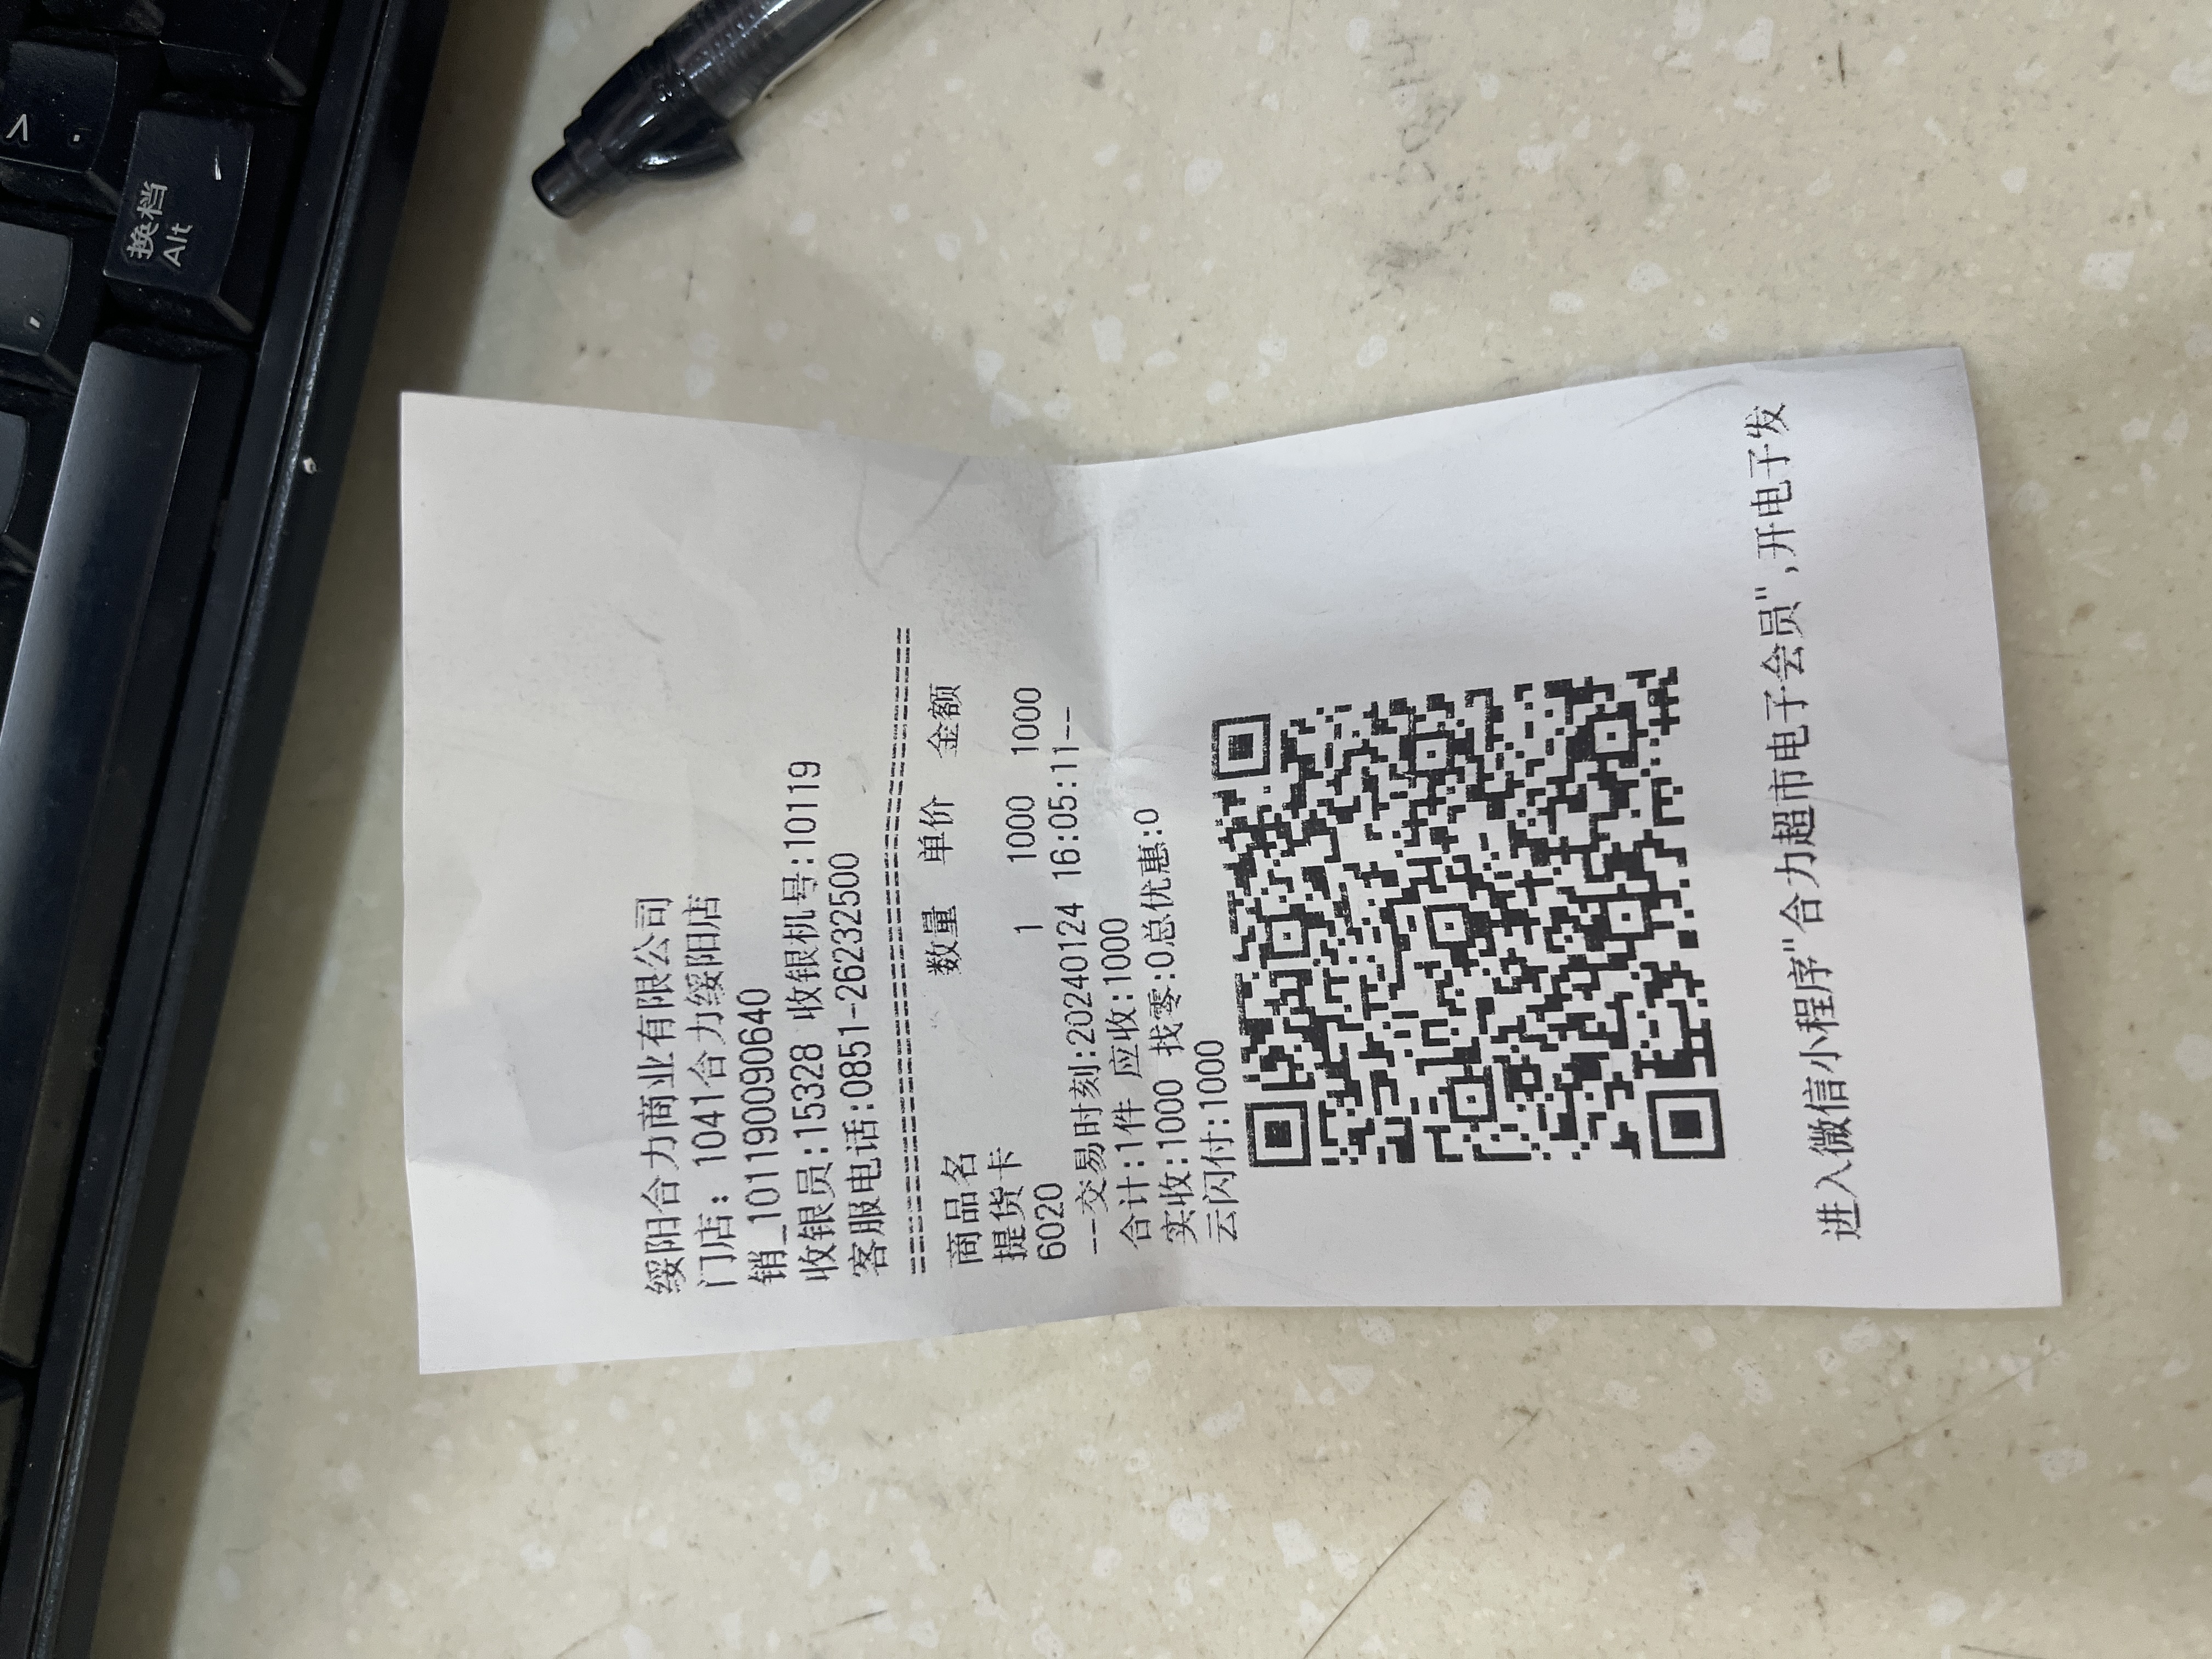 绥阳合力商业有限公司
门店: 1041合力绥阳店
销_101190090640
收银员:15328 收银机号:10119
客服电话:0851-26232500
======================================
商品名 数量 单价 金额
提货卡 1 1000 1000
6020
--交易时刻:20240124 16:05:11--
合计:1件 应收:1000
实收:1000 找零:0总优惠:0
云闪付:1000
进入微信小程序"合力超市电子会员",开电子发
换档
Alt